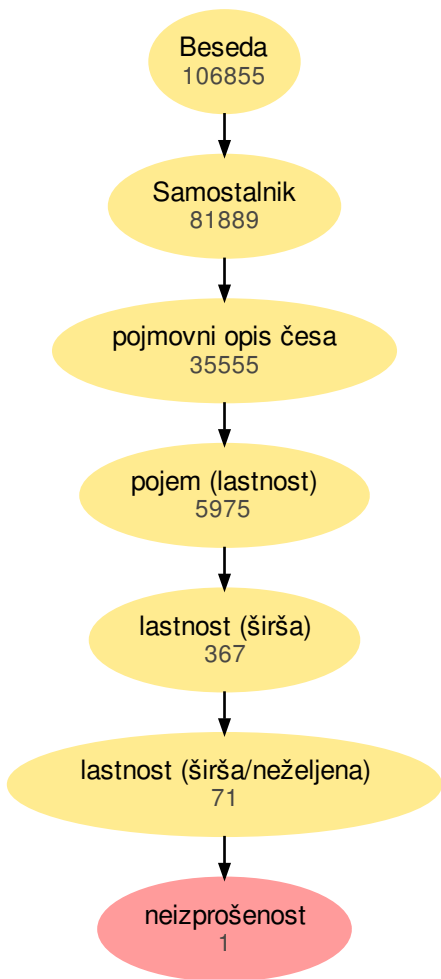 Beseda
106855
Samostalnik
81889
pojmovni opis česa
35555
pojem (lastnost)
5975
lastnost (širša)
367
lastnost (širša/neželjena)
71
neizprošenost
1